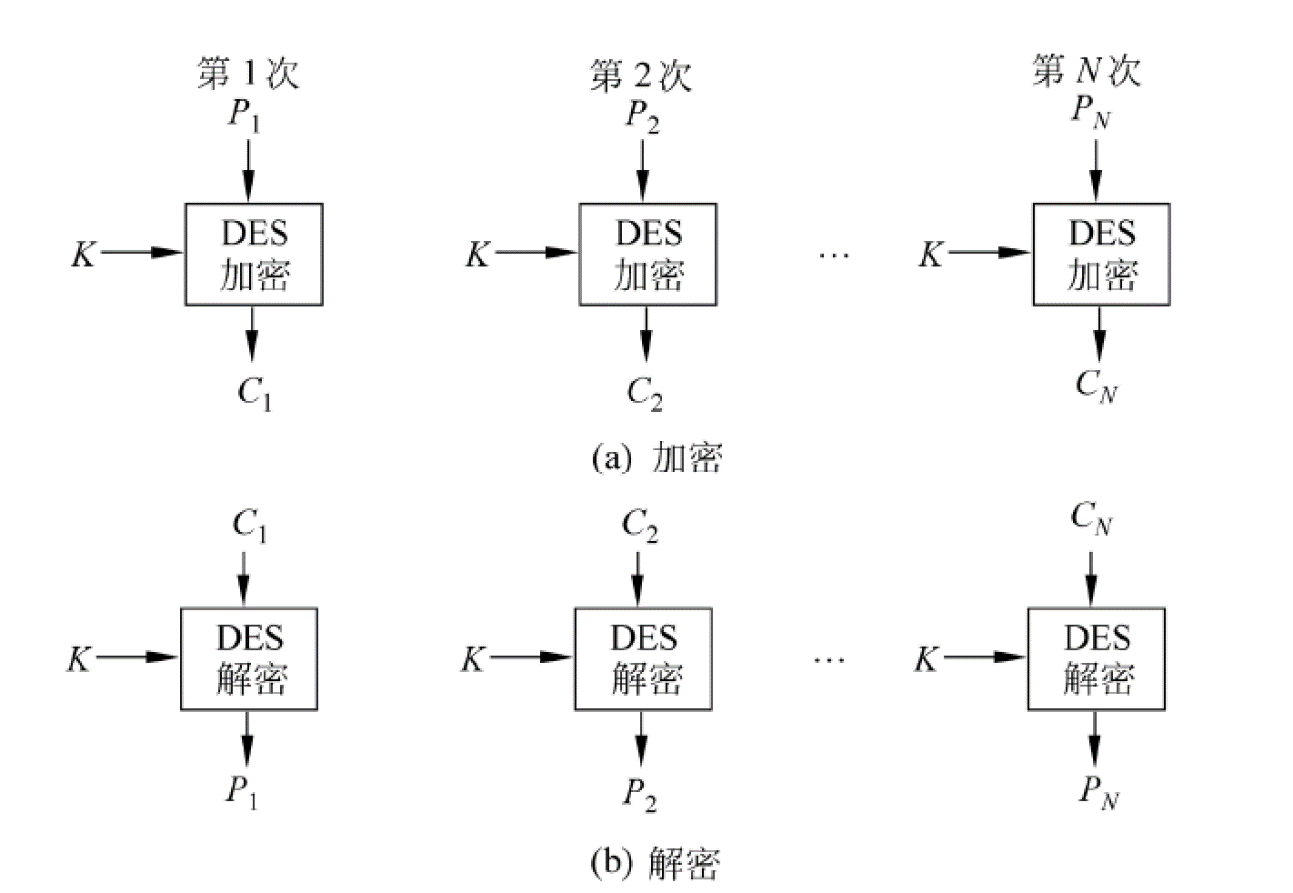 第 1 次 第 2 次 第 N 次
P1 P2 PN
K DES 加密 K DES 加密 … K DES 加密
C1 C2 CN
(a) 加密
C1 C2 CN
K DES 解密 K DES 解密 … K DES 解密
P1 P2 PN
(b) 解密